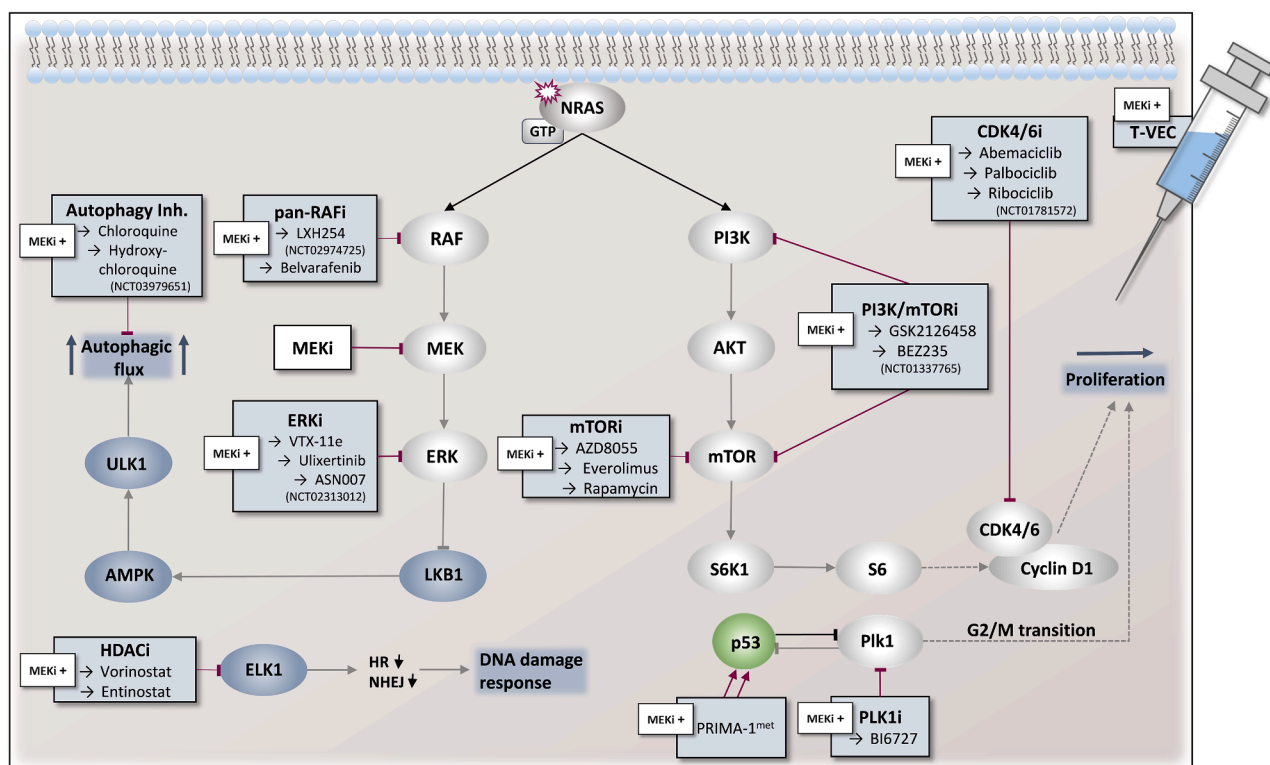 NRAS
GTP
MEKi +
T-VEC
CDK4/6i
MEKi +
→ Abemaciclib
→ Palbociclib
→ Ribociclib
(NCT01781572)
Autophagy Inh.
MEKi +
→ Chloroquine
→ Hydroxy-
chloroquine
(NCT03979651)
pan-RAFi
MEKi +
→ LXH254
(NCT02974725)
→ Belvarafenib
RAF
PI3K
PI3K/mTORi
MEKi +
→ GSK2126458
→ BEZ235
(NCT01337765)
Autophagic
flux
MEKi
MEK
AKT
Proliferation
ERKi
MEKi +
→ VTX-11e
→ Ulixertinib
→ ASN007
(NCT02313012)
ERK
mTORi
MEKi +
→ AZD8055
→ Everolimus
→ Rapamycin
mTOR
ULK1
CDK4/6
Cyclin D1
AMPK
LKB1
S6K1
S6
HDACi
MEKi +
→ Vorinostat
→ Entinostat
ELK1
HR
NHEJ
DNA damage
response
p53
Plk1
G2/M transition
MEKi +
PRIMA-1met
MEKi +
PLK1i
→ BI6727